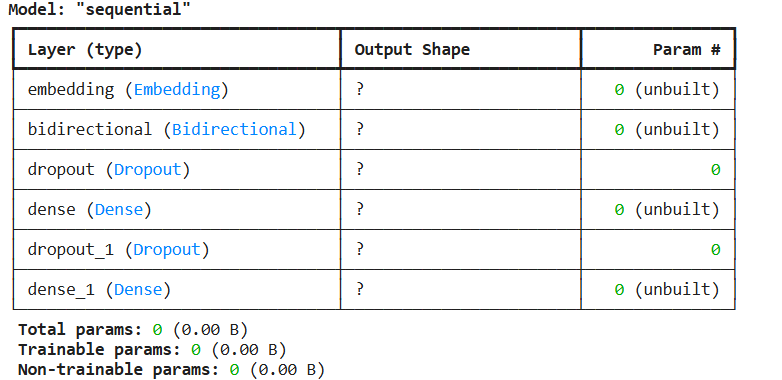 Model: "sequential"
Layer (type) Output Shape Param #
embedding (Embedding) ? 0 (unbuilt)
bidirectional (Bidirectional) ? 0 (unbuilt)
dropout (Dropout) ? 0
dense (Dense) ? 0 (unbuilt)
dropout_1 (Dropout) ? 0
dense_1 (Dense) ? 0 (unbuilt)
Total params: 0 (0.00 B)
Trainable params: 0 (0.00 B)
Non-trainable params: 0 (0.00 B)